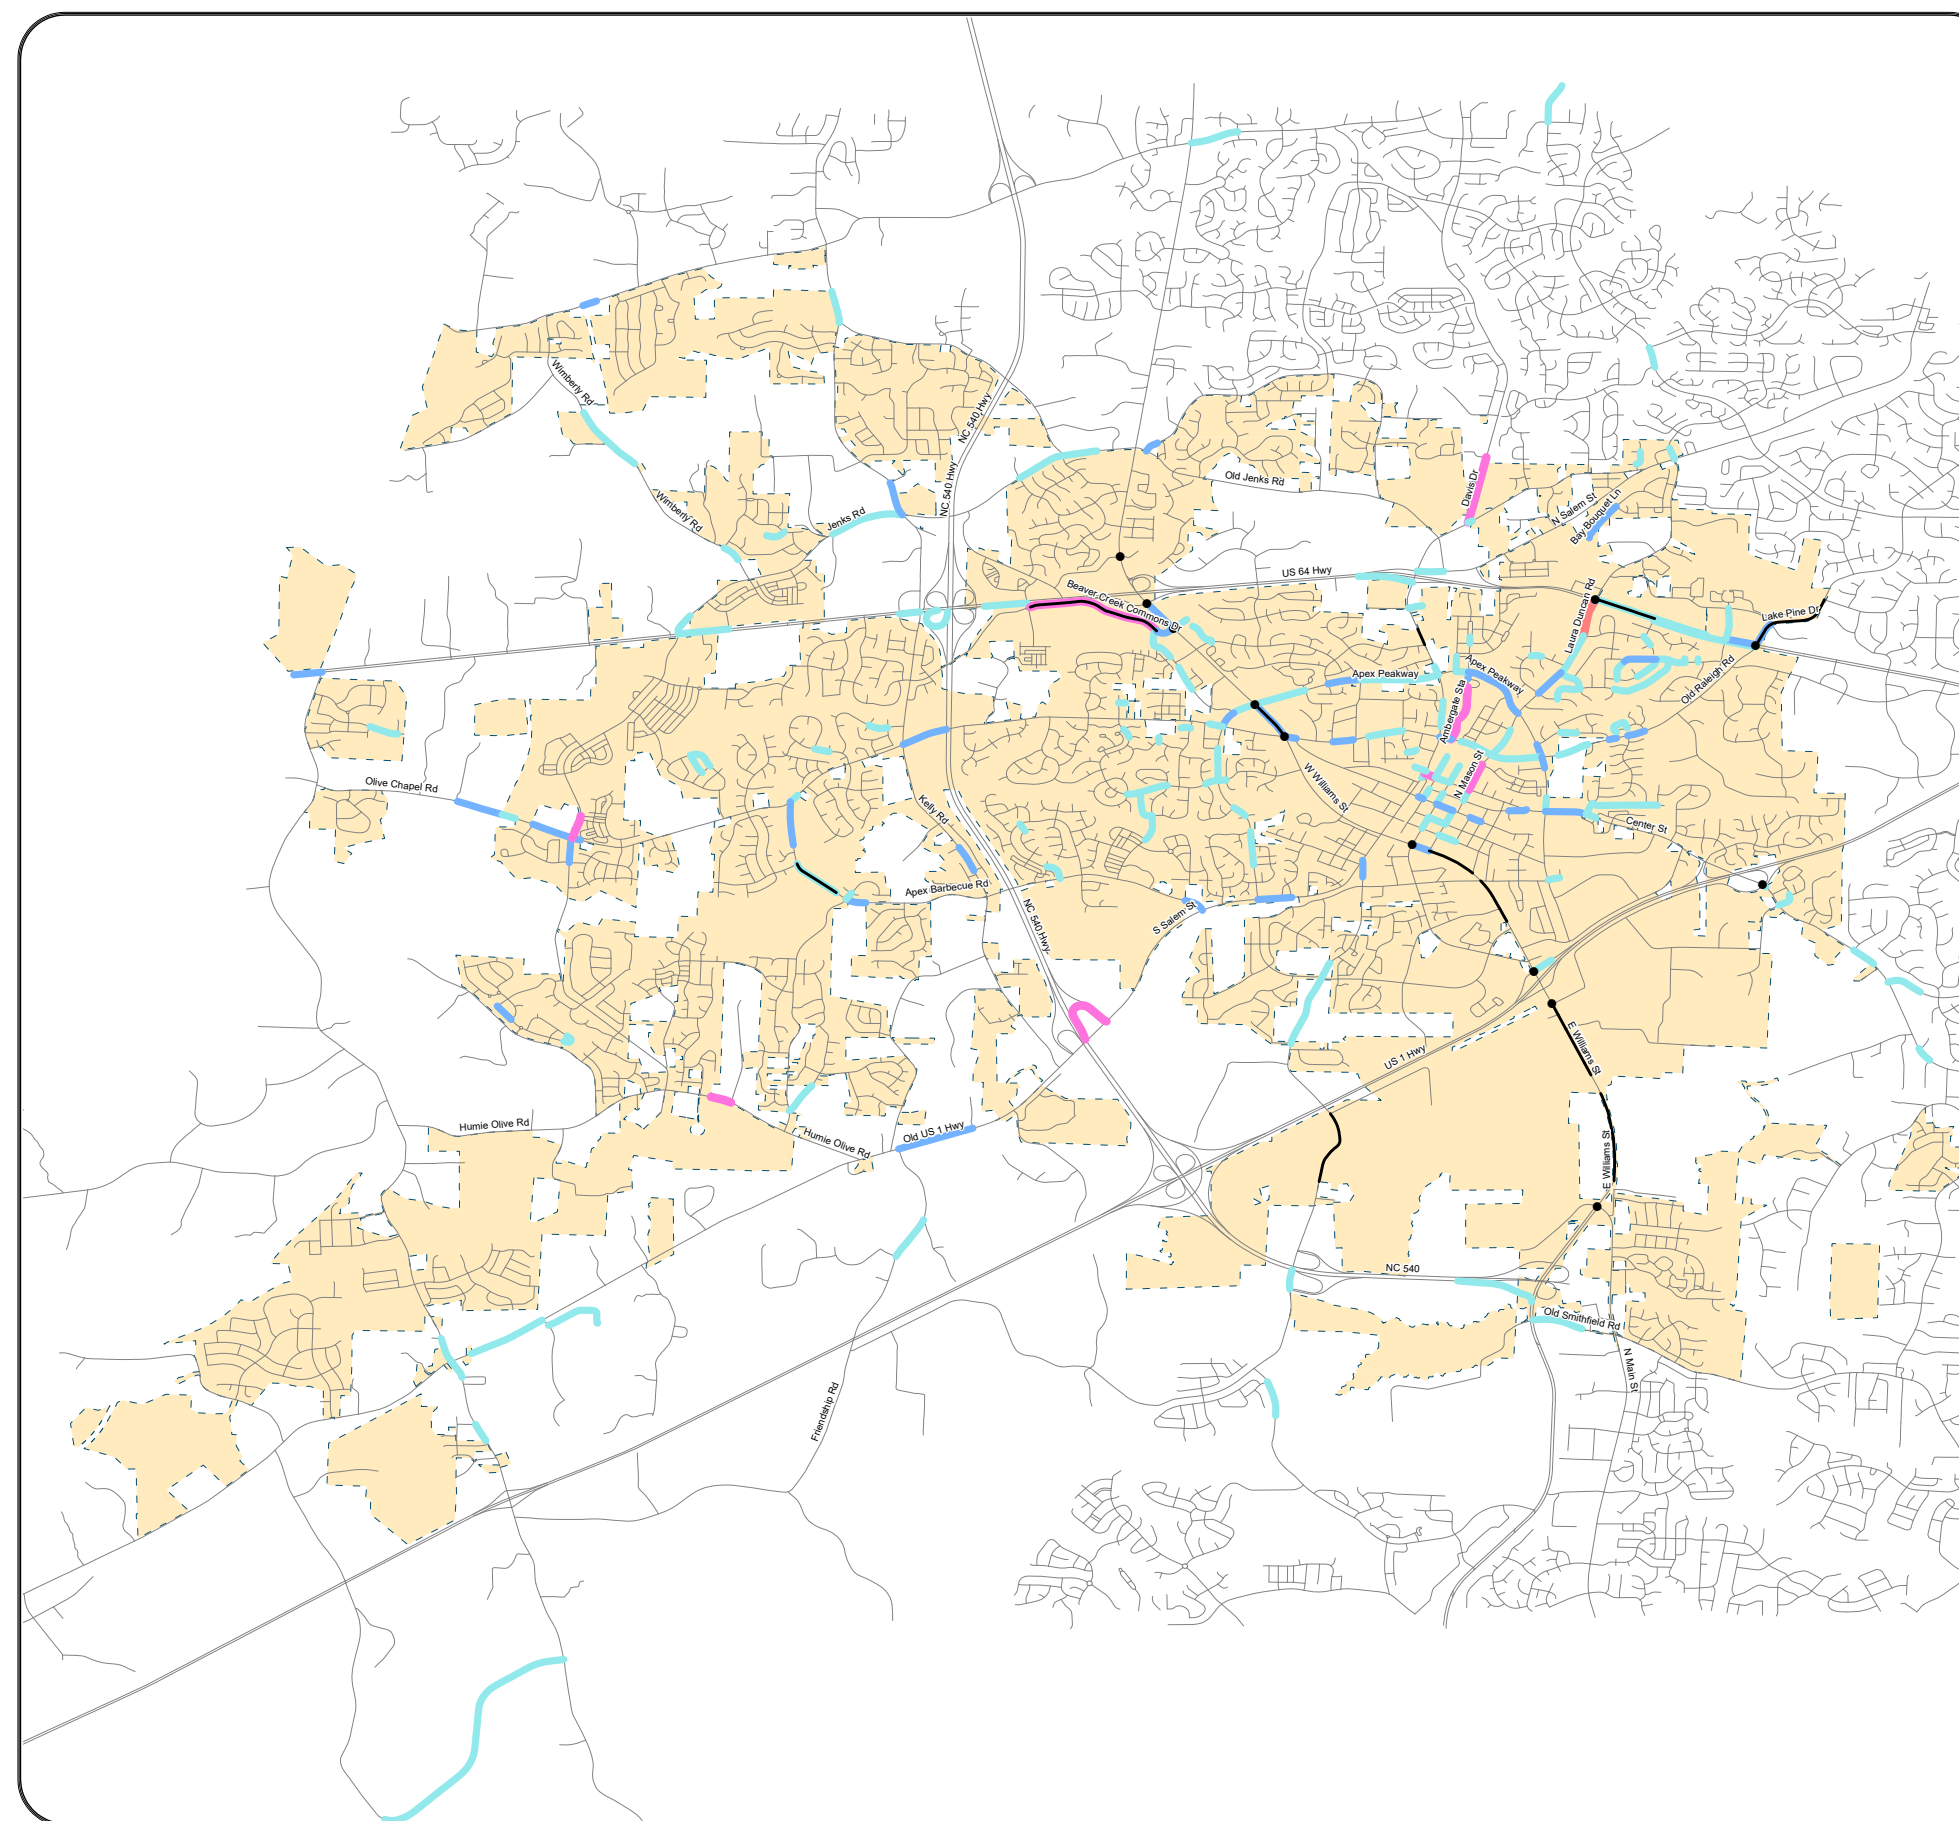 Wimberly Rd
NC 540 Hwy
Old Jenks Rd
Davis Dr
N Salem St
Bay Bouquet Ln
Wimberly Rd
Jenks Rd
NC 540 Hwy
US 64 Hwy
Beaver Creek Commons Dr
Laura Duncan Rd
Lake Pine Dr
Apex Peakway
Apex Peakway
Old Raleigh Rd
Ambergate Sta
Olive Chapel Rd
Kelly Rd
W Williams St
N Mason St
Center St
Apex Barbecue Rd
S Salem St
NC 540 Hwy
US 1 Hwy
E Williams St
Humie Olive Rd
Humie Olive Rd
Old US 1 Hwy
E Williams St
NC 540
Old Smithfield Rd
N Main St
Friendship Rd